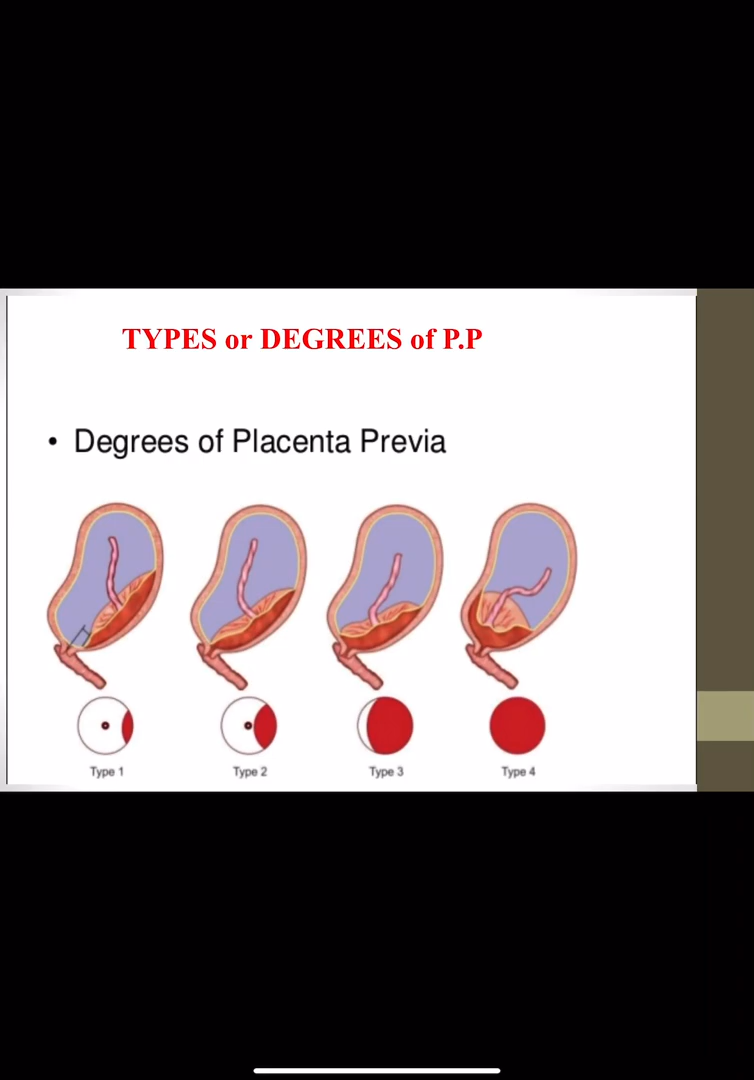 TYPES or DEGREES of P.P
• Degrees of Placenta Previa
Type 1
Type 2
Type 3
Type 4